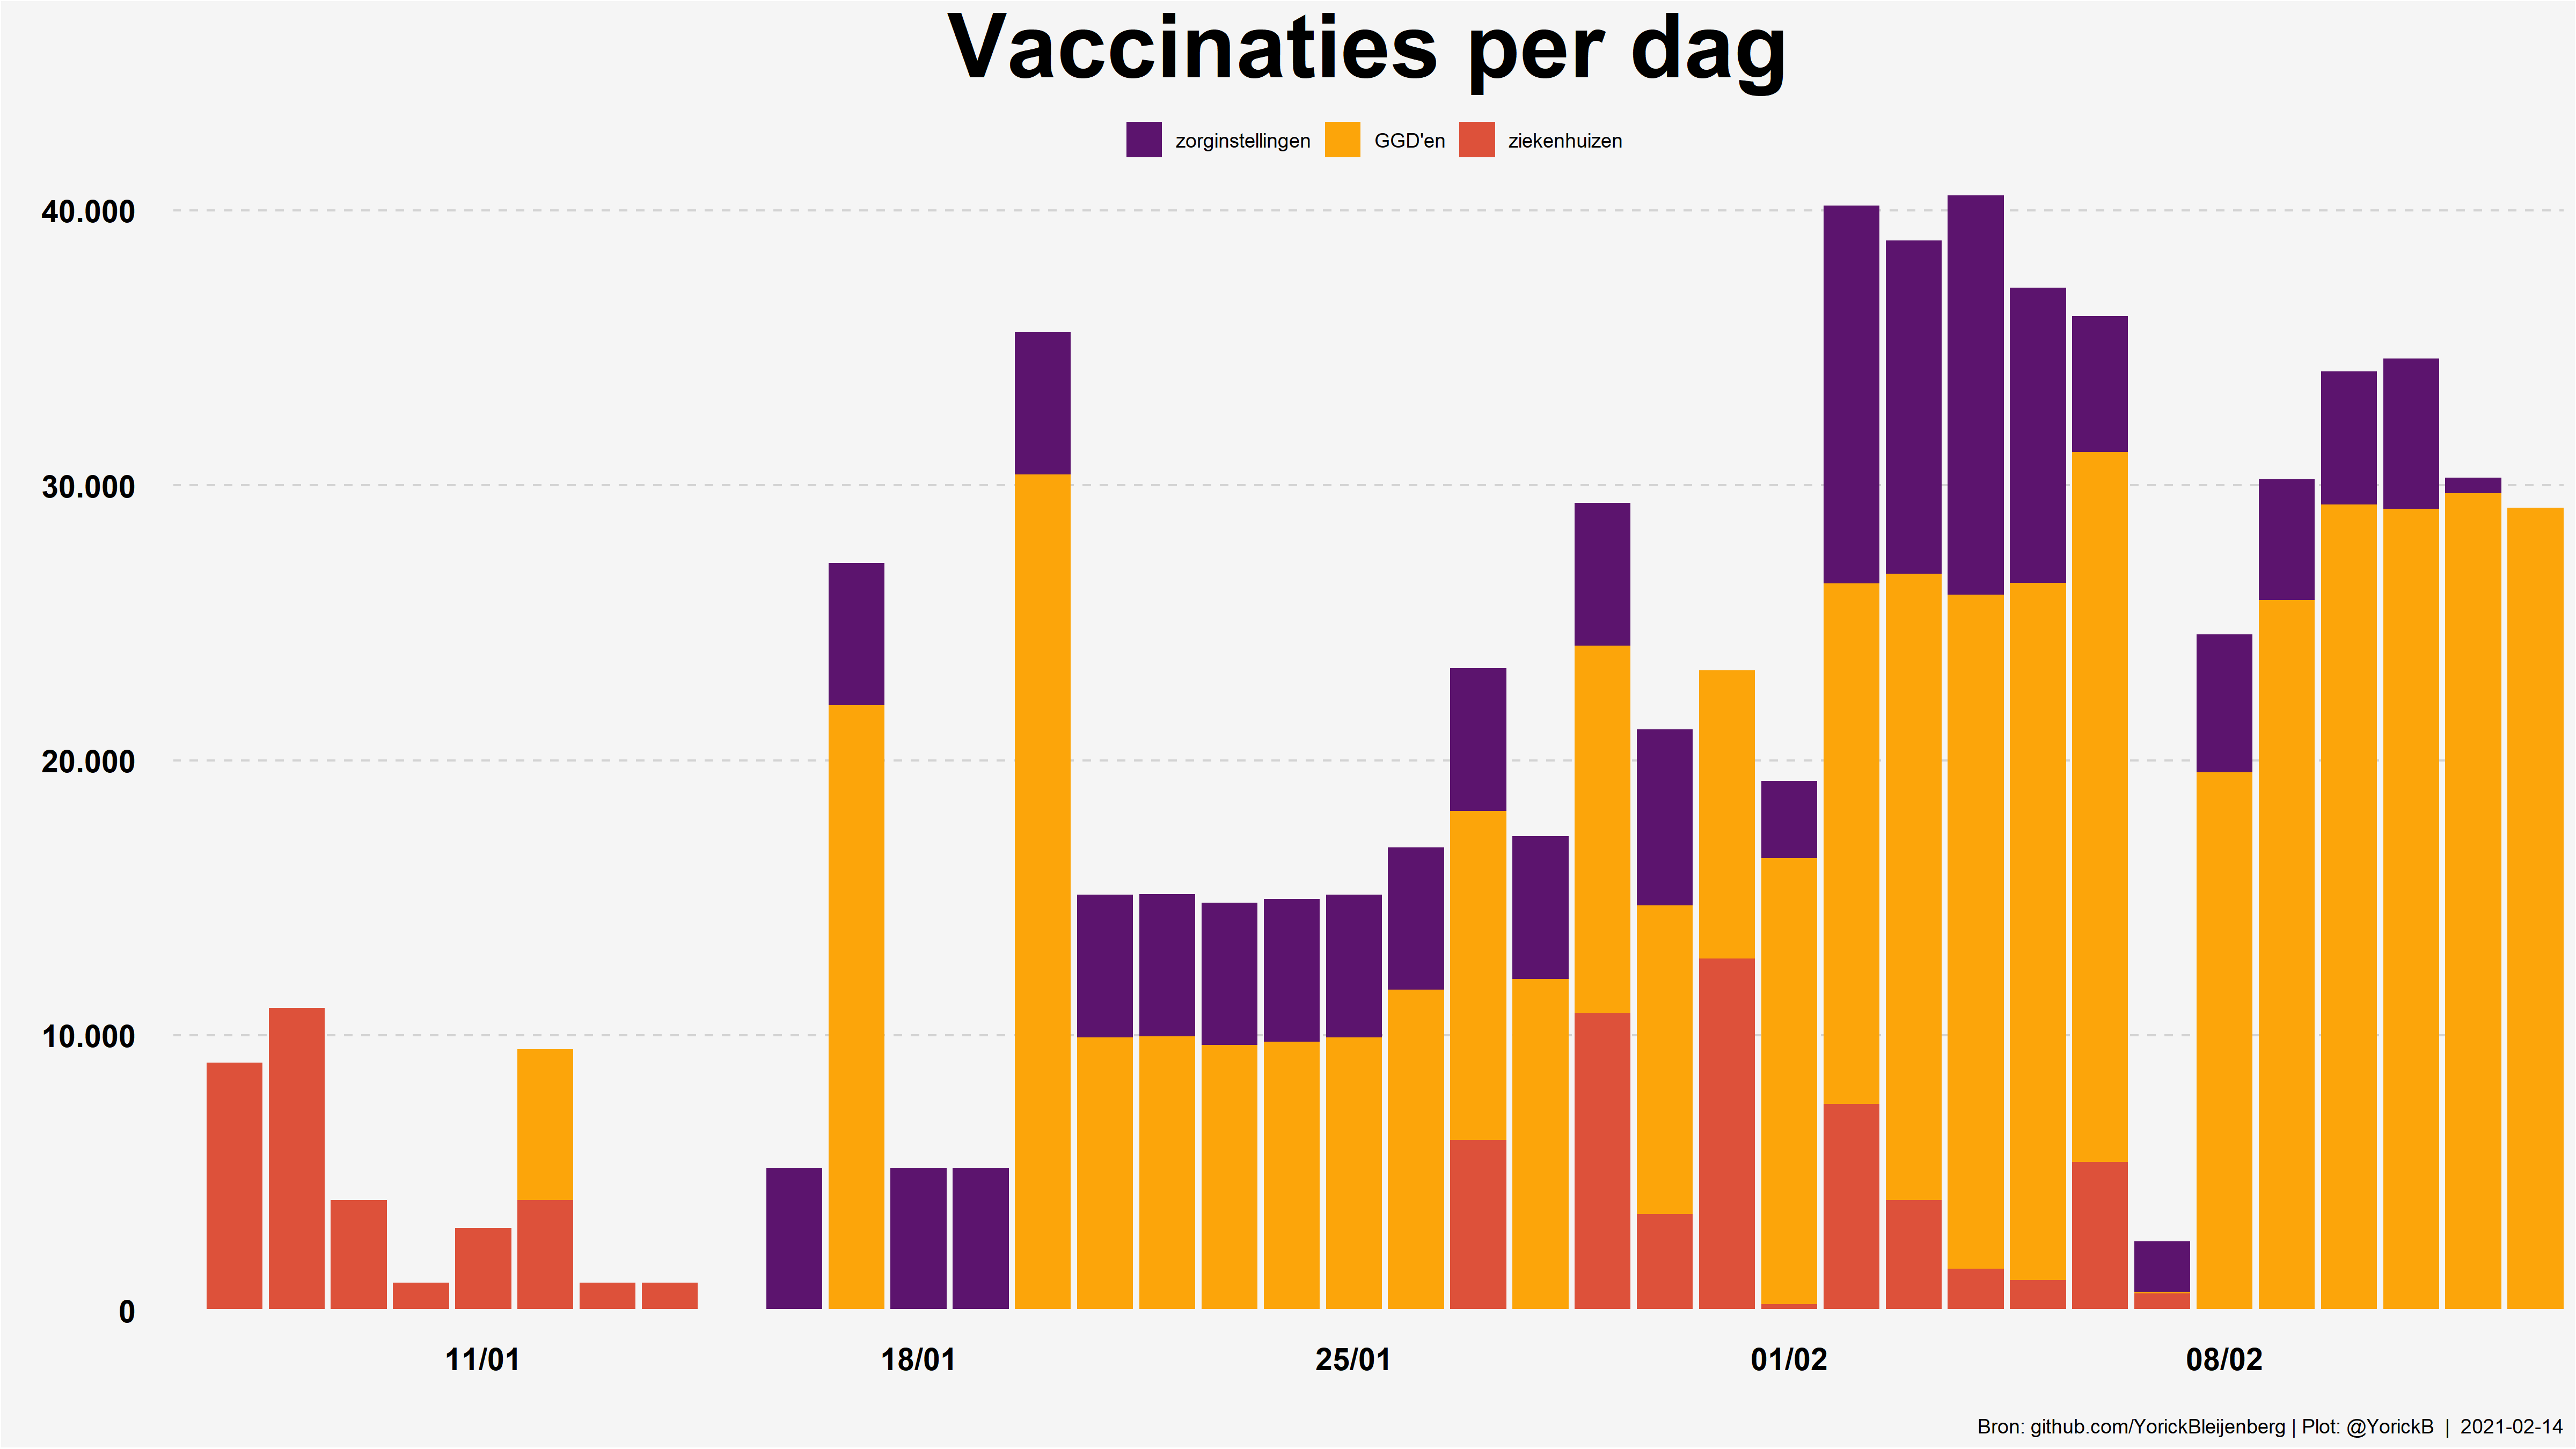 Vaccinaties per dag
zorginstellingen GGD'en ziekenhuizen
40.000
30.000
20.000
10.000
0
11/01 18/01 25/01 01/02 08/02
Bron: github.com/YorickBleijenberg | Plot: @YorickB | 2021-02-14